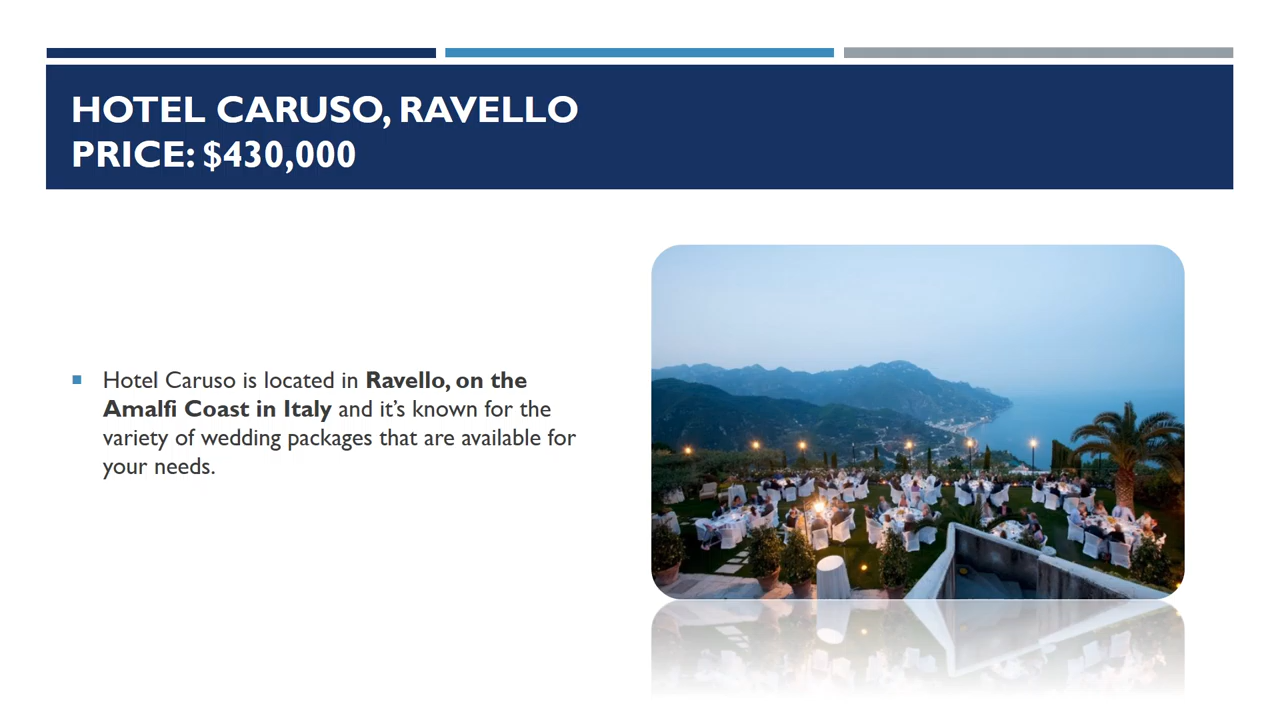 HOTEL CARUSO, RAVELLO
PRICE: $430,000
Hotel Caruso is located in Ravello, on the
Amalfi Coast in Italy and it’s known for the
variety of wedding packages that are available for
your needs.